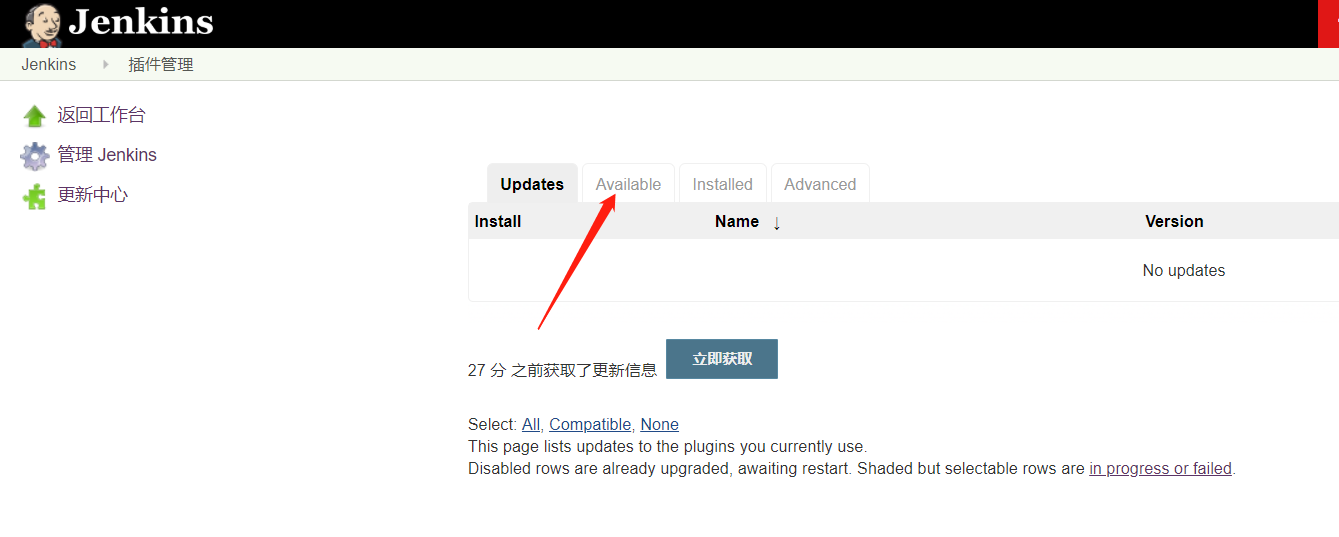 Jenkins
Jenkins 插件管理
返回工作台
管理 Jenkins
更新中心
Updates Available Installed Advanced
Install Name ↓ Version
No updates
27 分 之前获取了更新信息 立即获取
Select: All, Compatible, None
This page lists updates to the plugins you currently use.
Disabled rows are already upgraded, awaiting restart. Shaded but selectable rows are in progress or failed.